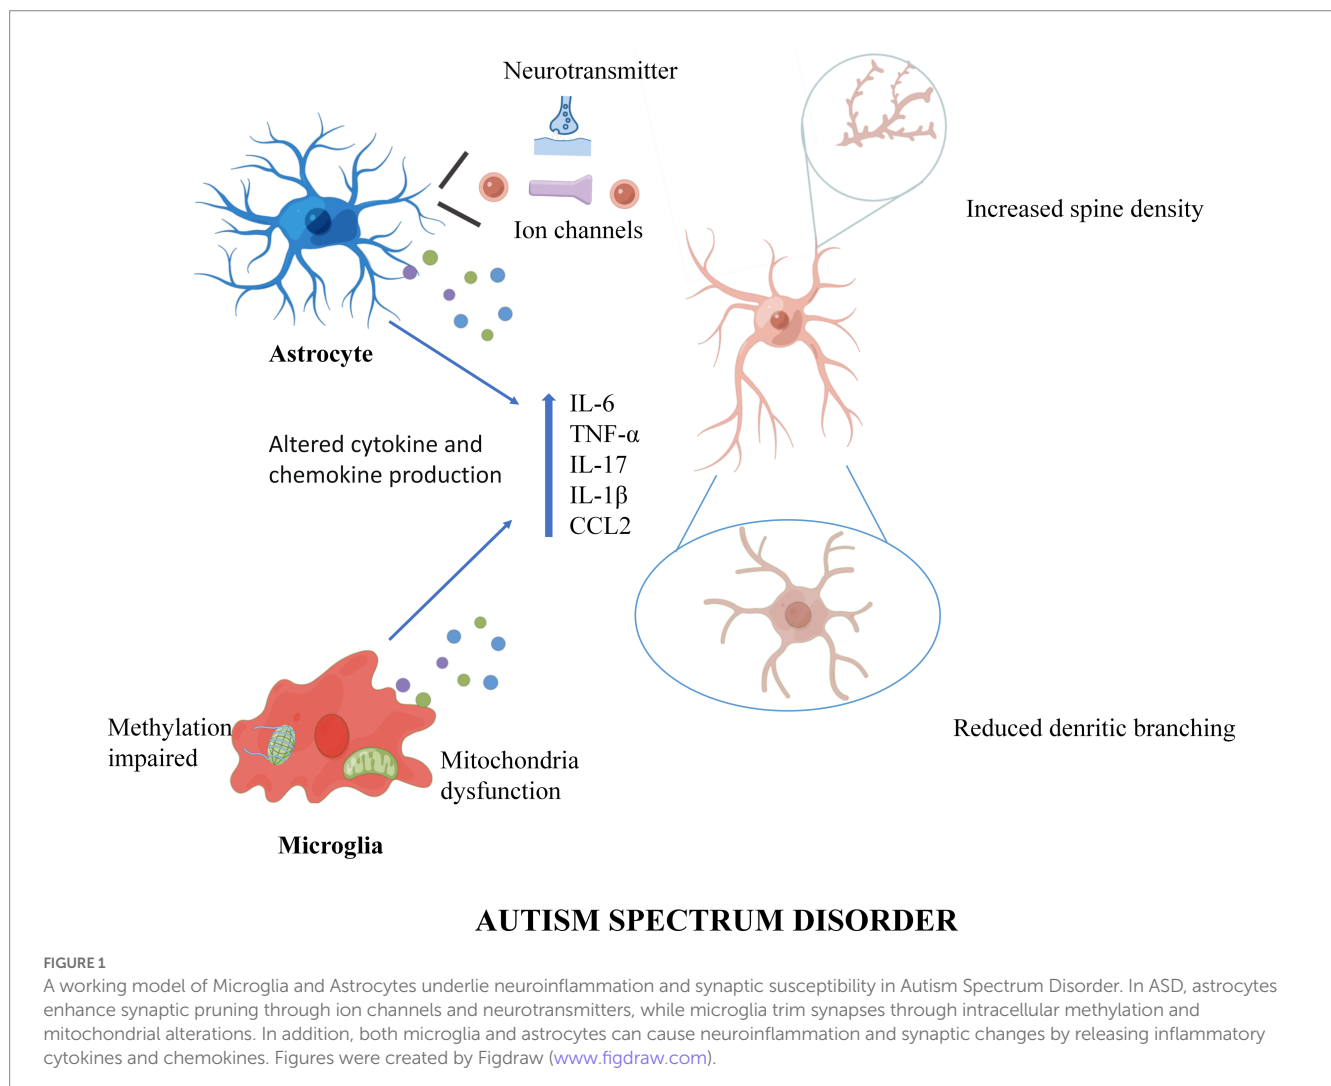 Neurotransmitter
Ion channels
Increased spine density
Astrocyte
Altered cytokine and
chemokine production
IL-6
TNF-α
IL-17
IL-1β
CCL2
Methylation
impaired
Mitochondria
dysfunction
Microglia
Reduced denritic branching
AUTISM SPECTRUM DISORDER
FIGURE 1
A working model of Microglia and Astrocytes underlie neuroinflammation and synaptic susceptibility in Autism Spectrum Disorder. In ASD, astrocytes
enhance synaptic pruning through ion channels and neurotransmitters, while microglia trim synapses through intracellular methylation and
mitochondrial alterations. In addition, both microglia and astrocytes can cause neuroinflammation and synaptic changes by releasing inflammatory
cytokines and chemokines. Figures were created by Figdraw (www.figdraw.com).